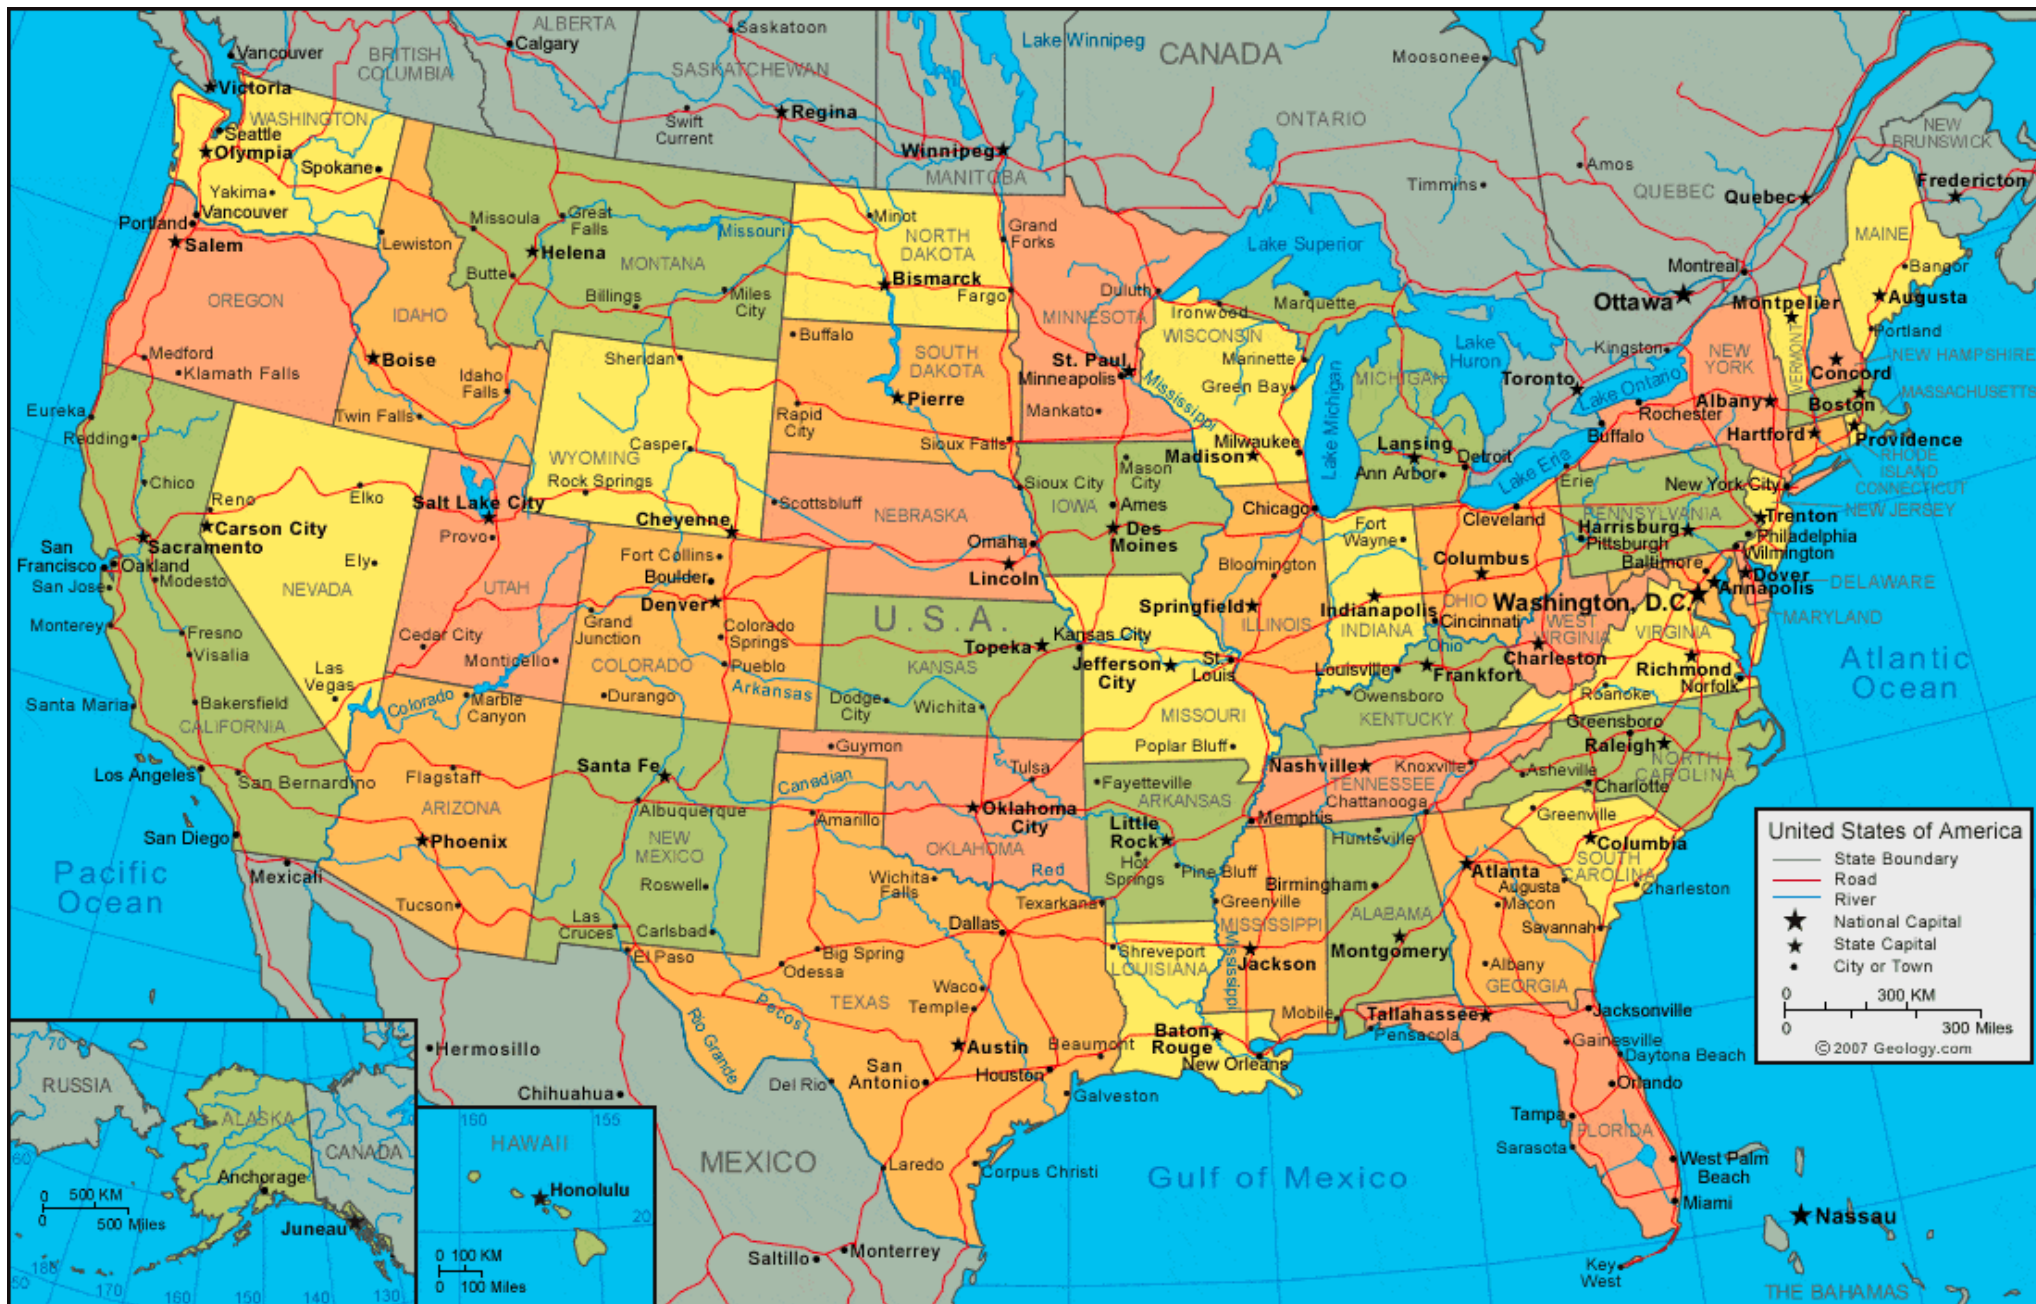 ALBERTA
Saskatoon
Lake Winnipeg
CANADA
Moosonee
Vancouver
BRITISH
COLUMBIA
Calgary
SASKATCHEWAN
Victoria
Swift
Current
Regina
ONTARIO
NEW
BRUNSWICK
WASHINGTON
Seattle
Olympia
Spokane
Yakima
Vancouver
Winnipeg
MANITOBA
Timmins
Amos
QUEBEC
Quebec
Fredericton
Portland
Salem
Lewiston
Missoula
Great
Falls
Helena
Butte
MONTANA
Missouri
Billings
Miles
City
Minot
NORTH
DAKOTA
Bismarck
Fargo
Grand
Forks
Lake Superior
Duluth
MINNESOTA
Ironwood
Marquette
Montreal
Ottawa
Montpelier
MAINE
Bangor
Augusta
Portland
OREGON
IDAHO
Boise
Medford
Klamath Falls
Idaho
Falls
Twin Falls
Sheridan
Buffalo
SOUTH
DAKOTA
Pierre
Rapid
City
Sioux Falls
St. Paul
Minneapolis
Mankato
Mississippi
WISCONSIN
Marinette
Green Bay
Milwaukee
Madison
Lake Michigan
MICHIGAN
Lake
Huron
Lansing
Ann Arbor
Detroit
Toronto
Kingston
Lake Ontario
Rochester
Buffalo
Lake Erie
Erie
NEW
YORK
Albany
VERMONT
Concord
NEW HAMPSHIRE
MASSACHUSETTS
Boston
Hartford
Providence
RHODE
ISLAND
CONNECTICUT
NEW JERSEY
Eureka
Redding
Chico
Reno
Carson City
Elko
Ely
NEVADA
Las
Vegas
Sacramento
San
Francisco
Oakland
San Jose
Modesto
Monterey
Fresno
Visalia
Santa Maria
Bakersfield
CALIFORNIA
Los Angeles
San Bernardino
San Diego
Casper
WYOMING
Rock Springs
Cheyenne
Salt Lake City
Provo
UTAH
Cedar City
Monticello
Scottsbluff
NEBRASKA
Omaha
Lincoln
Sioux City
Mason
City
IOWA
Ames
Des
Moines
Chicago
Bloomington
Springfield
ILLINOIS
Fort
Wayne
Indianapolis
INDIANA
Cleveland
Columbus
OHIO
Cincinnati
PENNSYLVANIA
Harrisburg
Pittsburgh
New York City
Trenton
Philadelphia
Wilmington
Baltimore
Dover
Annapolis
DELAWARE
MARYLAND
Washington, D.C.
WEST
VIRGINIA
Charleston
VIRGINIA
Richmond
Norfolk
Roanoke
Atlantic
Ocean
Fort Collins
Boulder
Denver
Grand
Junction
Colorado
Springs
COLORADO
Pueblo
Durango
Arkansas
U.S.A.
KANSAS
Topeka
Kansas City
Dodge
City
Wichita
Jefferson
City
St.
Louis
MISSOURI
Poplar Bluff
Louisville
Ohio
Frankfort
Owensboro
KENTUCKY
Greensboro
Raleigh
NORTH
CAROLINA
Asheville
Charlotte
Colorado
Marble
Canyon
Flagstaff
ARIZONA
Phoenix
Tucson
Mexicali
Santa Fe
Albuquerque
NEW
MEXICO
Roswell
Las
Cruces
Carlsbad
El Paso
Guymon
Canadian
Amarillo
Tulsa
Oklahoma
City
OKLAHOMA
Red
Fayetteville
ARKANSAS
Little
Rock
Hot
Springs
Pine Bluff
Nashville
TENNESSEE
Knoxville
Chattanooga
Memphis
Huntsville
Birmingham
ALABAMA
Montgomery
Greenville
MISSISSIPPI
Mississippi
Jackson
Atlanta
Augusta
Macon
Savannah
Albany
GEORGIA
Greenville
Columbia
SOUTH
CAROLINA
Charleston
Wichita
Falls
Texarkana
Dallas
Big Spring
Odessa
TEXAS
Waco
Temple
Pecos
Rio Grande
Austin
San
Antonio
Del Rio
Houston
Beaumont
Galveston
Laredo
Corpus Christi
Shreveport
LOUISIANA
Baton
Rouge
New Orleans
Mobile
Pensacola
Tallahassee
Jacksonville
Gainesville
Daytona Beach
Orlando
Tampa
Sarasota
FLORIDA
West Palm
Beach
Miami
Key
West
Nassau
THE BAHAMAS
Gulf of Mexico
Pacific
Ocean
Hermosillo
Chihuahua
MEXICO
Saltillo
Monterrey
United States of America
State Boundary
Road
River
National Capital
State Capital
City or Town
0 300 KM
0 300 Miles
© 2007 Geology.com
70
RUSSIA
ALASKA
CANADA
60
Anchorage
0 500 KM
0 500 Miles
Juneau
50
180
170
160
150
140
130
160
155
HAWAII
Honolulu
20
0 100 KM
0 100 Miles